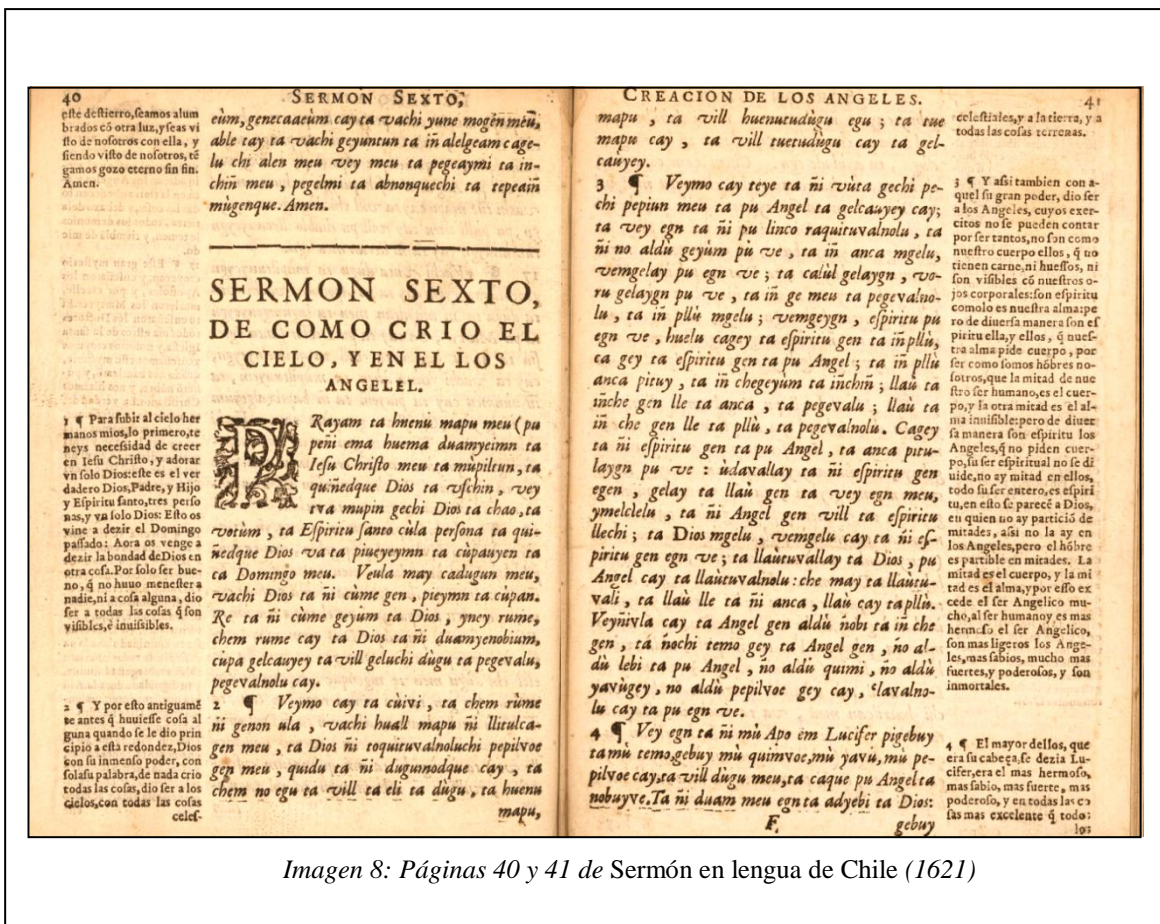 40
SERMON SEXTO,
eſte deſtierro,ſeamos alum
brados cõ otra luz,y ſeas vi
ſto de noſotros con ella, y
ſiendo viſto de noſotros, tẽ
gamos gozo eterno ſin fin.
Amen.
eùm, genecaaeùm cay ta vachi yune mogẽn mẽu,
able tay ta vachi geyuntun ta iñ alelgeam cage-
lu chi alen meu vey meu ta pegeaymi ta in-
chiñ meu, pegelmi ta abnonquechi ta tepeaiñ
mùgenque. Amen.
SERMON SEXTO,
DE COMO CRIO EL
CIELO, Y EN EL LOS
ANGELEL.
1 ¶ Para ſubir al cielo her
manos mios,lo primero,te
neys neceſsidad de creer
en Ieſu Chriſto, y adorar
vn ſolo Dios:eſte es el ver
dadero Dios,Padre, y Hijo
y Eſpiritu ſanto,tres perſo
nas,y vn ſolo Dios: Eſto os
vine a dezir el Domingo
paſſado: Aora os vengo a
dezir la bondad de Dios en
otra coſa. Por ſolo ſer bue-
no, q̃ no huuo meneſter a
nadie,ni a coſa alguna, dio
ſer a todas las coſas q̃ ſon
viſibles,è inuiſibles.
PRayam ta huenù mapu meu (pu
peñi ema huema duamyeimn ta
Ieſu Chriſto meu ta mùpiltun, ta
quiñedque Dios ta vſchin, vey
tva mupin gechi Dios ta chao, ta
votùm, ta Eſpiritu ſanto cùla perſona ta qui-
ñedque Dios va ta piueyeymn ta cùpauyen ta
ca Domingo meu. Veula may cadugun meu,
vachi Dios ta ñi cùme gen, pieymn ta cùpan.
Re ta ñi cùme geyùm ta Dios, yney rume,
chem rume cay ta Dios ta ñi duamyenobium,
cùpa gelcauyey ta vill geluchi dùgu ta pegevalu,
pegevalnolu cay.
2 ¶ Y por eſto antiguamẽ
te antes q̃ huuieſſe coſa al
guna quando ſe le dio prin
cipio a eſta redondez,Dios
con ſu inmenſo poder, con
ſola ſu palabra,de nada crio
todas las coſas,dio ſer a los
cielos,con todas las coſas
celeſ-
2 ¶ Veymo cay ta cùivi, ta chem rùme
ñi genon ula, vachi huall mapu ñi llitulca-
gen meu, ta Dios ñi toquituvalnoluchi pepilvoe
gen meu, quidu ta ñi dugumodque cay, ta
chem no egu ta vill ta eli ta dùgu, ta huenu
mapu,
CREACION DE LOS ANGELES.
41
mapu, ta vill huenutudùgu egu; ta tue
mapu cay, ta vill tuetudùgu cay ta gel-
cauyey.
celeſtiales,y a la tierra, y a
todas las coſas terrenas.
3 ¶ Veymo cay teye ta ñi vùta gechi pe-
chi pepiun meu ta pu Angel ta gelcauyey cay;
ta vey egn ta ñi pu linco raquituvalnolu, ta
ñi no aldù geyùm pù ve, ta iñ anca mgelu,
vemgelay pu egn ve; ta calùl gelaygn, vo-
ru gelaygn pu ve, ta iñ ge meu ta pegevalno-
lu, ta iñ pllù mgelu; vemgeygn, eſpiritu pu
egn ve, huelu cagey ta eſpiritu gen ta iñ pllù,
ca gey ta eſpiritu gen ta pu Angel; ta iñ pllù
anca pituy, ta iñ chegeyum ta iñchiñ; llaù ta
iñche gen lle ta anca, ta pegevalu; llaù ta
iñ che gen lle ta pllù, ta pegevalnolu. Cagey
ta ñi eſpiritu gen ta pu Angel, ta anca pitu-
laygn pu ve: ùdavallay ta ñi eſpiritu gen
egen, gelay ta llaù gen ta vey egn meu,
ymelclelu, ta ñi Angel gen vill ta eſpiritu
llechi; ta Dios mgelu, vemgelu cay ta ñi eſ-
piritu gen egn ve; ta llaùtuvallay ta Dios, pu
Angel cay ta llaùtuvalnolu: che may ta llaùtu-
vali, ta llaù lle ta ñi anca, llaù cay ta pllù.
Veyñivla cay ta Angel gen aldù ñobi ta iñ che
gen, ta ñochi temo gey ta Angel gen, ño al-
dù lebi ta pu Angel, ño aldù quimi, ño aldù
yavùgey, no aldù pepilvoe gey cay, clavalno-
lu cay ta pu egn ve.
3 ¶ Y aſsi tambien con a-
quel ſu gran poder, dio ſer
a los Angeles, cuyos exer-
citos no ſe pueden contar
por ſer tantos,no ſon como
nueſtro cuerpo ellos, q̃ no
tienen carne,ni hueſſos, ni
ſon viſibles cõ nueſtros o-
jos corporales:ſon eſpiritu
como lo es nueſtra alma:pe
ro de diuerſa manera ſon eſ
piritu ella,y ellos, q̃ nueſ-
tra alma pide cuerpo, por
ſer como ſomos hõbres no-
ſotros,que la mitad de nue
ſtro ſer humano,es el cuer-
po,y la otra mitad es el al-
ma inuiſible:pero de diuer
ſa manera ſon eſpiritu los
Angeles,q̃ no piden cuer-
po,ſu ſer eſpiritual no ſe di
uide,no ay mitad en ellos,
todo ſu ſer entero,es eſpiri
tu,en eſto ſe parecẽ a Dios,
en quien no ay particiõ de
mitades, aſsi no la ay en
los Angeles,pero el hõbre
es partible en mitades. La
mitad es el cuerpo, y la mi
tad es el alma,y por eſſo ex
cede el ſer Angelico mu-
cho,al ſer humano y es mas
hermoſo el ſer Angelico,
ſon mas ligeros los Ange-
les,mas ſabios, mucho mas
fuertes,y poderoſos, y ſon
inmortales.
4 ¶ Vey egn ta ñi mù Apo em Lucifer pigebuy
ta mù temo,gebuy mù quimvoe,mù yavu,mù pe-
pilvoe cay,ta vill dùgu meu,ta caque pu Angel ta
nobuyve.Ta ñi duam meu egn ta adyebi ta Dios:
F
gebuy
4 ¶ El mayor dellos, que
era ſu cabeça,ſe dezia Lu-
cifer,era el mas hermoſo,
mas ſabio, mas fuerte, mas
poderoſo, y en todas las co
ſas mas excelente q̃ todos
los
Imagen 8: Páginas 40 y 41 de Sermón en lengua de Chile (1621)